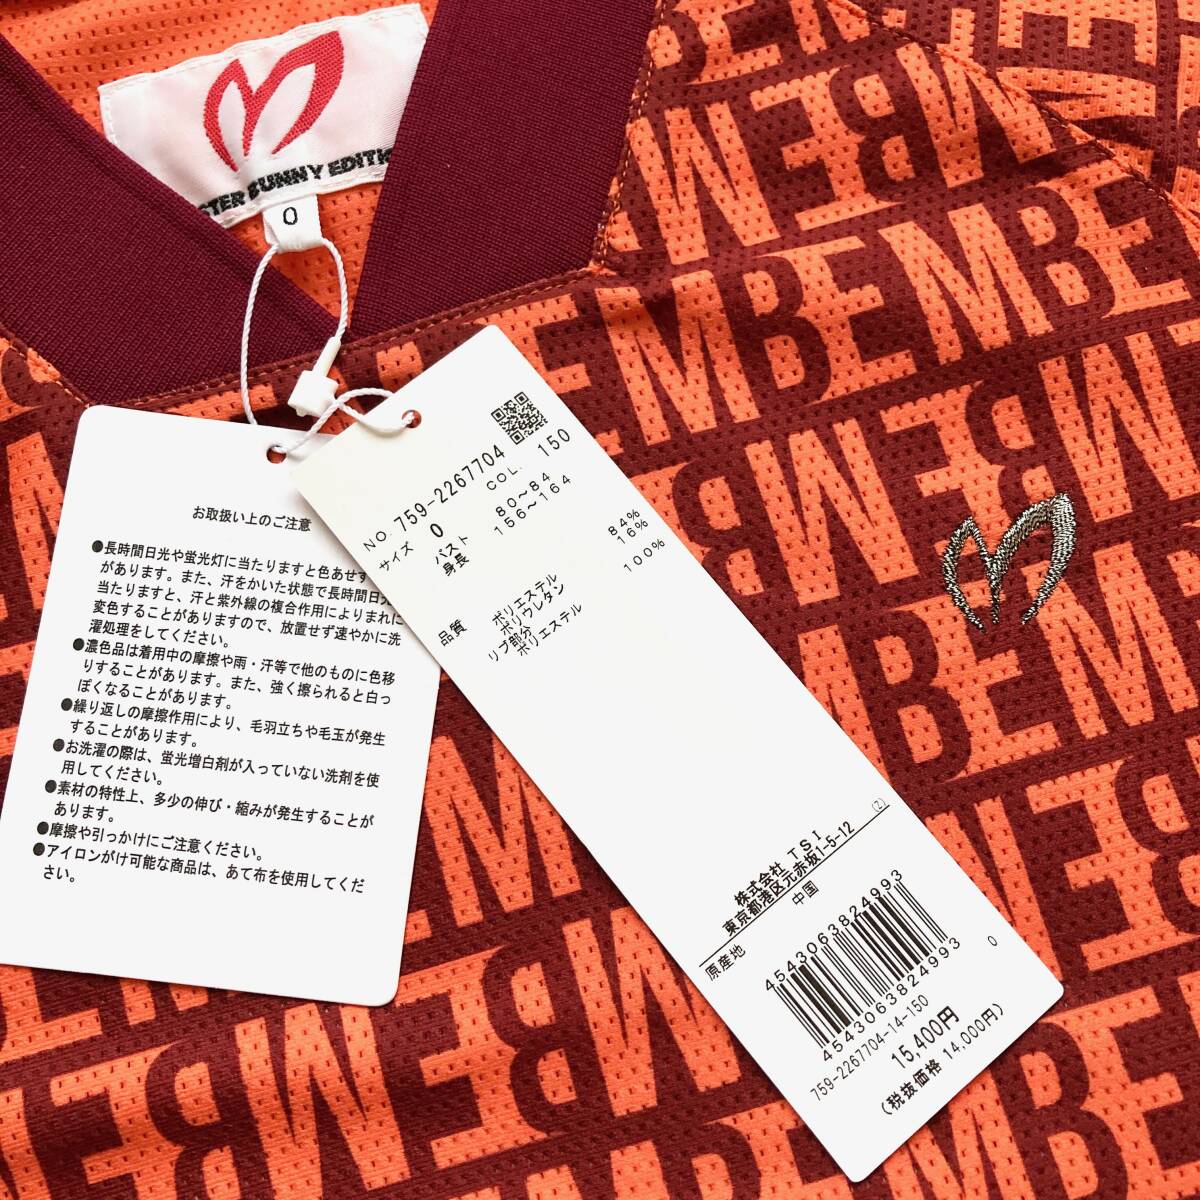 STER BUNNY EDITIO
0
お取扱い上のご注意
●長時間日光や蛍光灯に当たりますと色あせす
があります。また、汗をかいた状態で長時間日光
当たりますと、汗と紫外線の複合作用によりまれに
変色することがありますので、放置せず速やかに洗
濯処理をしてください。
●濃色品は着用中の摩擦や雨・汗等で他のものに色移
りすることがあります。また、強く擦られると白っ
ぽくなることがあります。
●繰り返しの摩擦作用により、毛羽立ちや毛玉が発生
することがあります。
●お洗濯の際は、蛍光増白剤が入っていない洗剤を使
用してください。
●素材の特性上、多少の伸び・縮みが発生することが
あります。
●摩擦や引っかけにご注意ください。
●アイロンがけ可能な商品は、あて布を使用してくだ
さい。
NO. 759-2267704 COL. 150
サイズ 0
バスト 80~84
身長 156~164
品質 ポリエステル 84%
ポリウレタン 16%
リブ部分
ポリエステル 100%
(2)
株式会社 TSI
東京都港区元赤坂1-5-12
原産地 中国
4543063824993
4543063824993
0
759-2267704-14-150
15,400円
(税抜価格 14,000円)
MBE